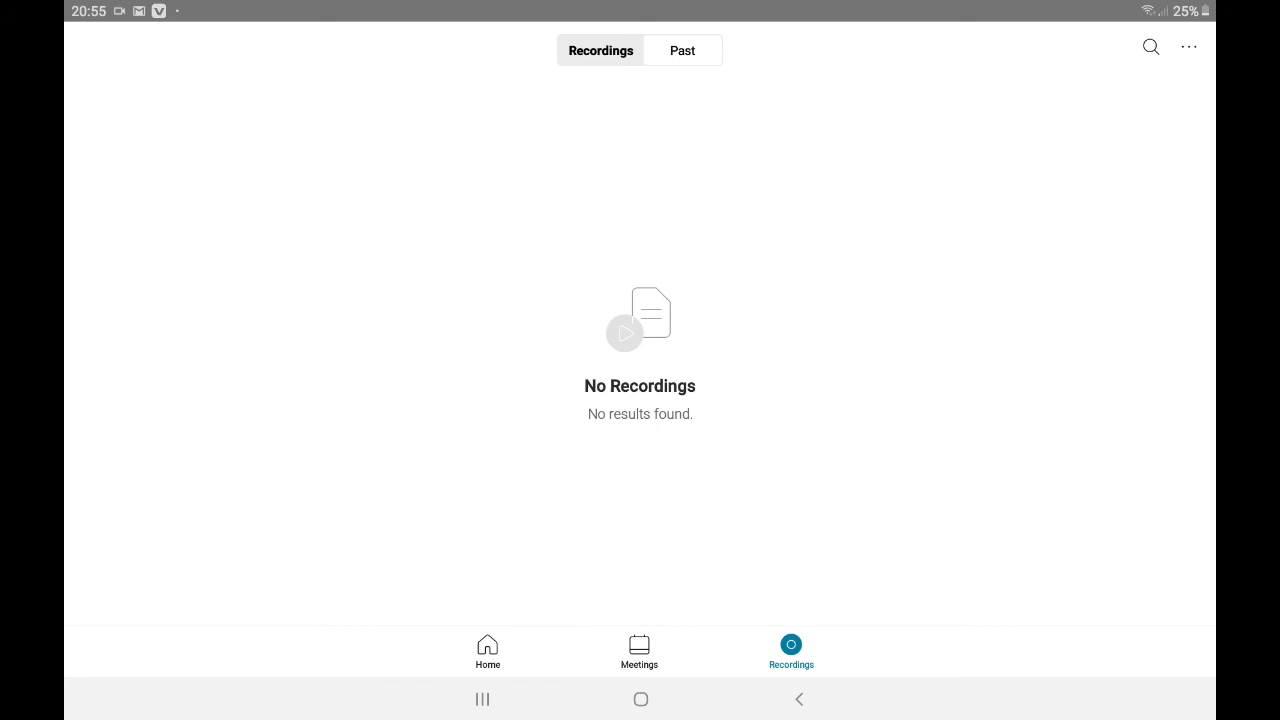 20:55
25%
Recordings Past
No Recordings
No results found.
Home Meetings Recordings